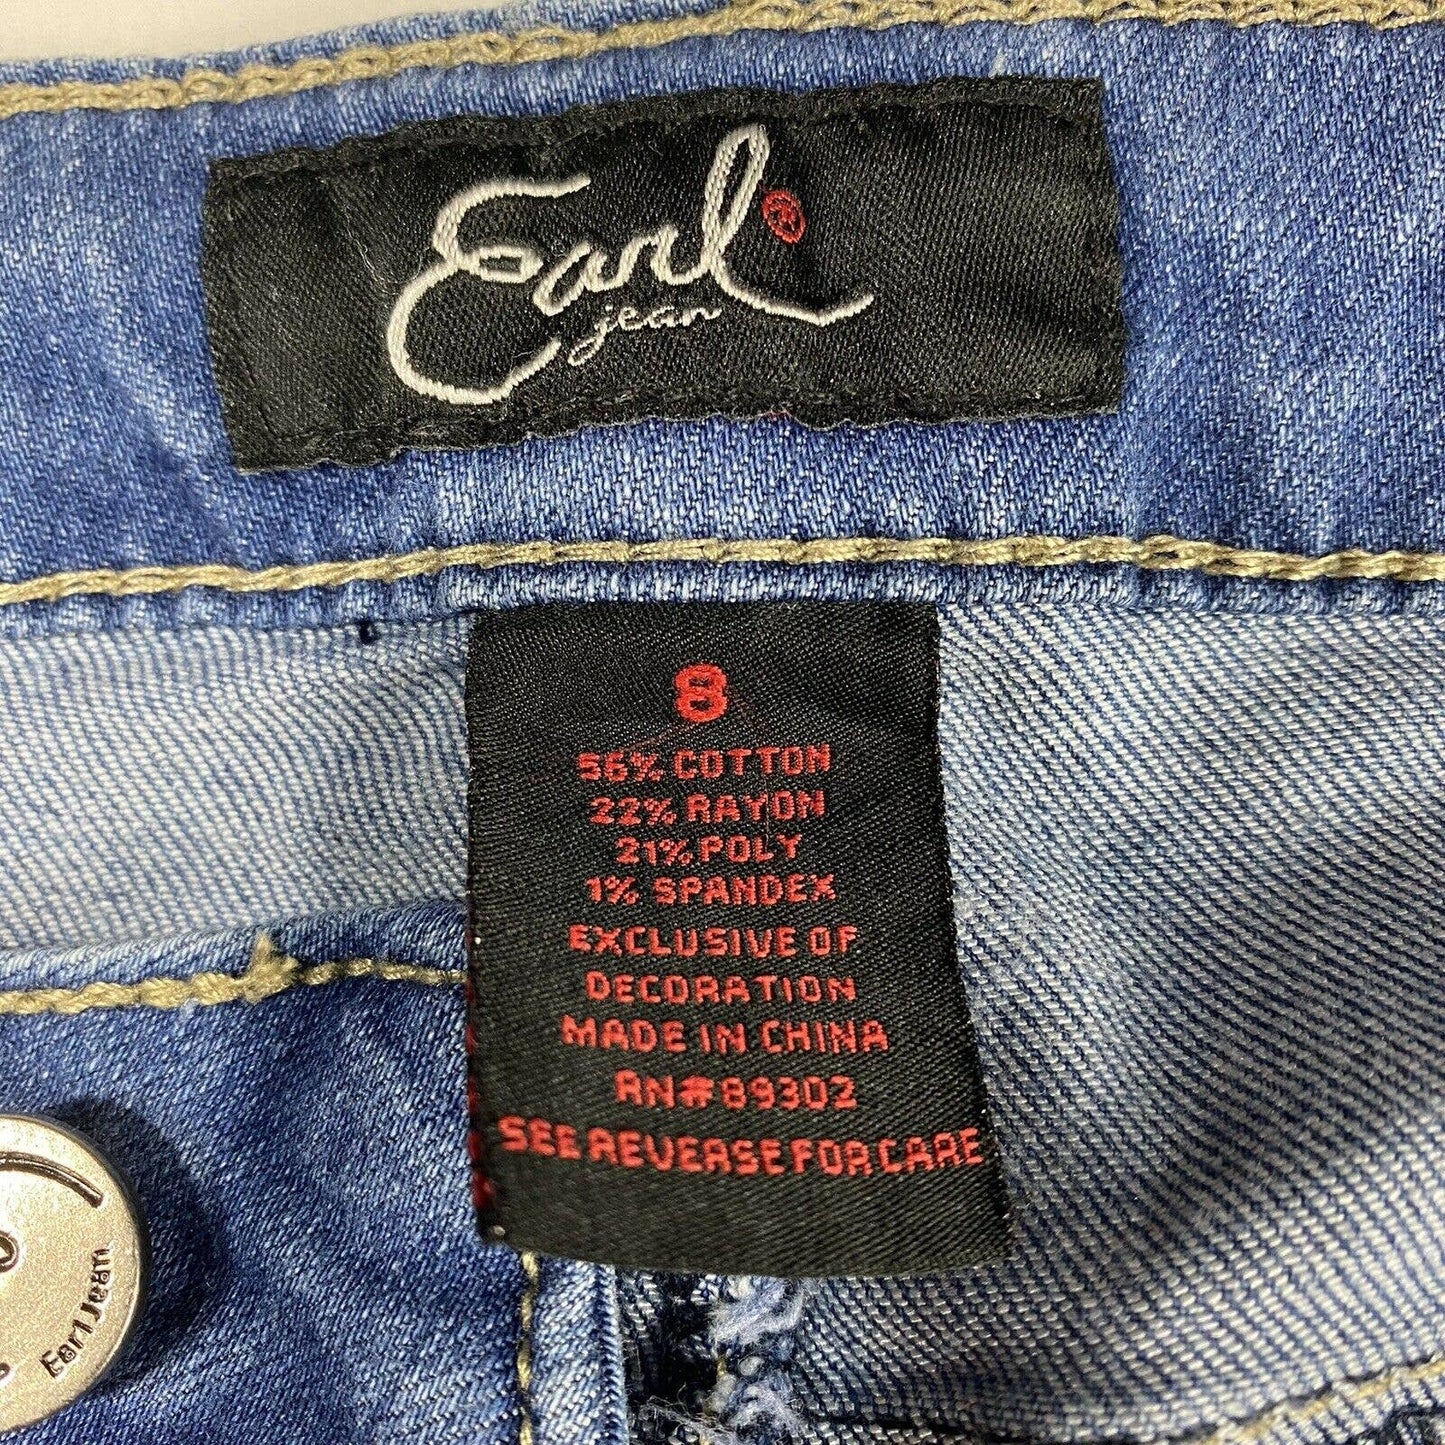 Earl®
jean
8
56% COTTON
22% RAYON
21% POLY
1% SPANDEX
EXCLUSIVE OF
DECORATION
MADE IN CHINA
RN#89302
SEE REVERSE FOR CARE
Earl Jean